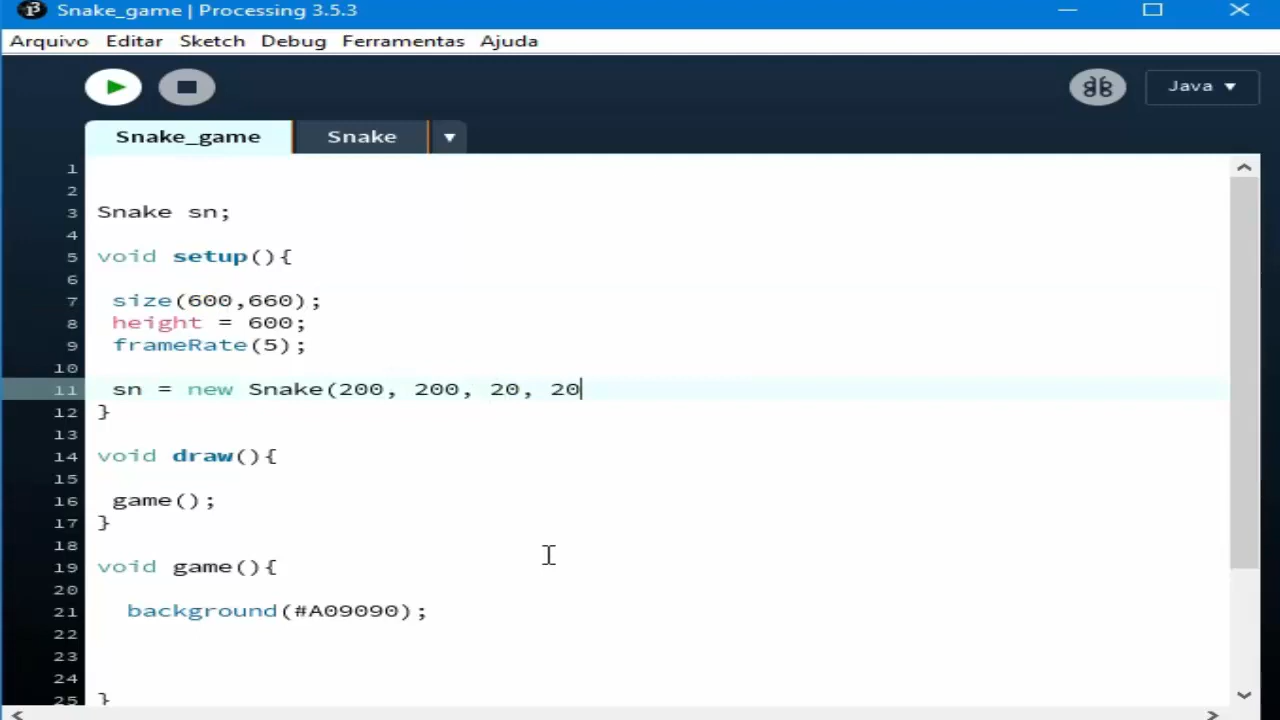 Snake_game | Processing 3.5.3
Arquivo Editar Sketch Debug Ferramentas Ajuda
Java
Snake_game Snake
1
2
3 Snake sn;
4
5 void setup(){
6
7 size(600,660);
8 height = 600;
9 frameRate(5);
10
11 sn = new Snake(200, 200, 20, 20
12 }
13
14 void draw(){
15
16 game();
17 }
18
19 void game(){
20
21 background(#A09090);
22
23
24
25 }